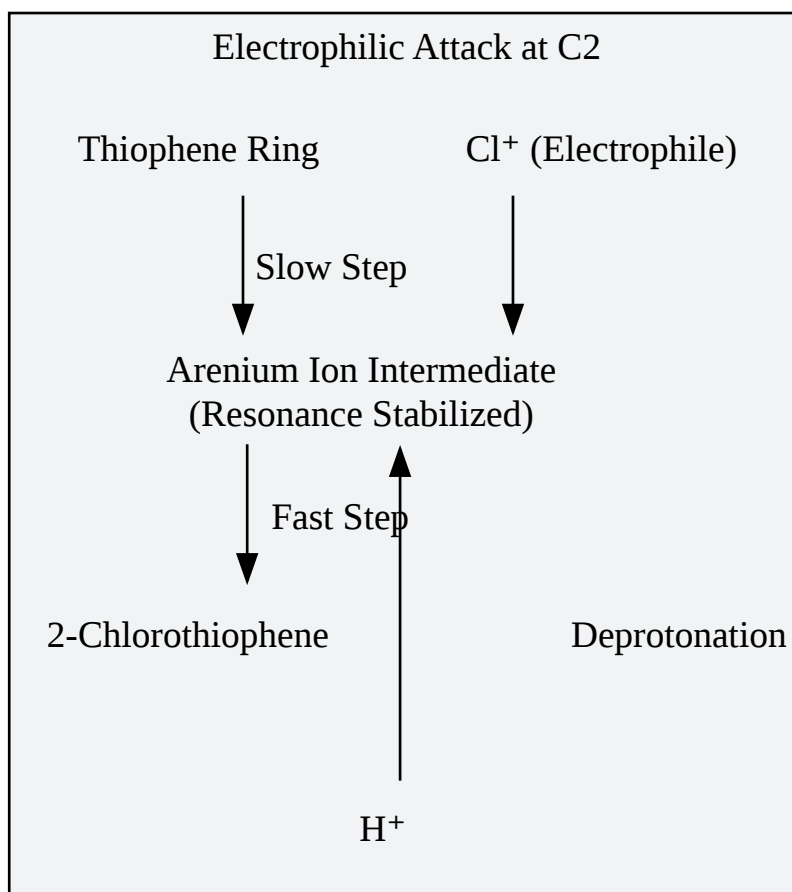 Electrophilic Attack at C2
Thiophene Ring
Cl⁺ (Electrophile)
Slow Step
Arenium Ion Intermediate
(Resonance Stabilized)
Fast Step
2-Chlorothiophene
Deprotonation
H⁺